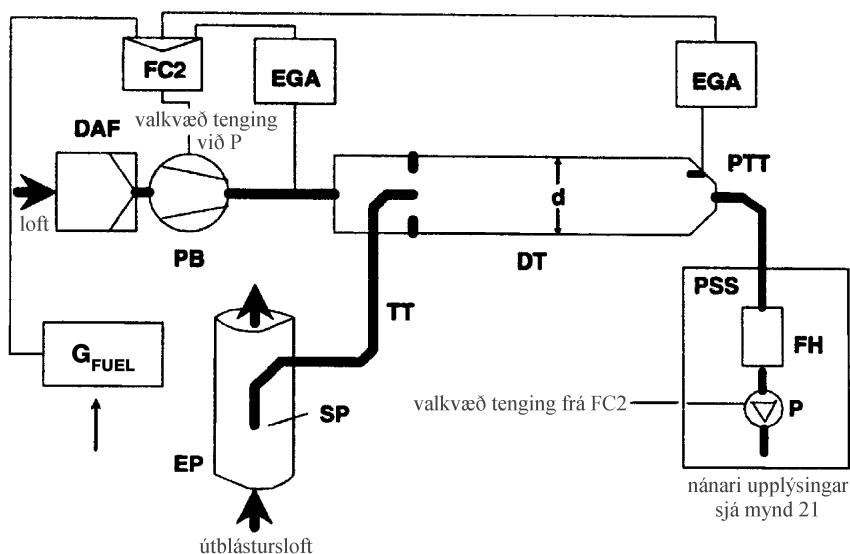 FC2
EGA
EGA
valkvæð tenging
við P
DAF
PTT
loft
d
PB
DT
PSS
TT
FH
G_FUEL
valkvæð tenging frá FC2
P
SP
EP
nánari upplýsingar
sjá mynd 21
útblástursloft